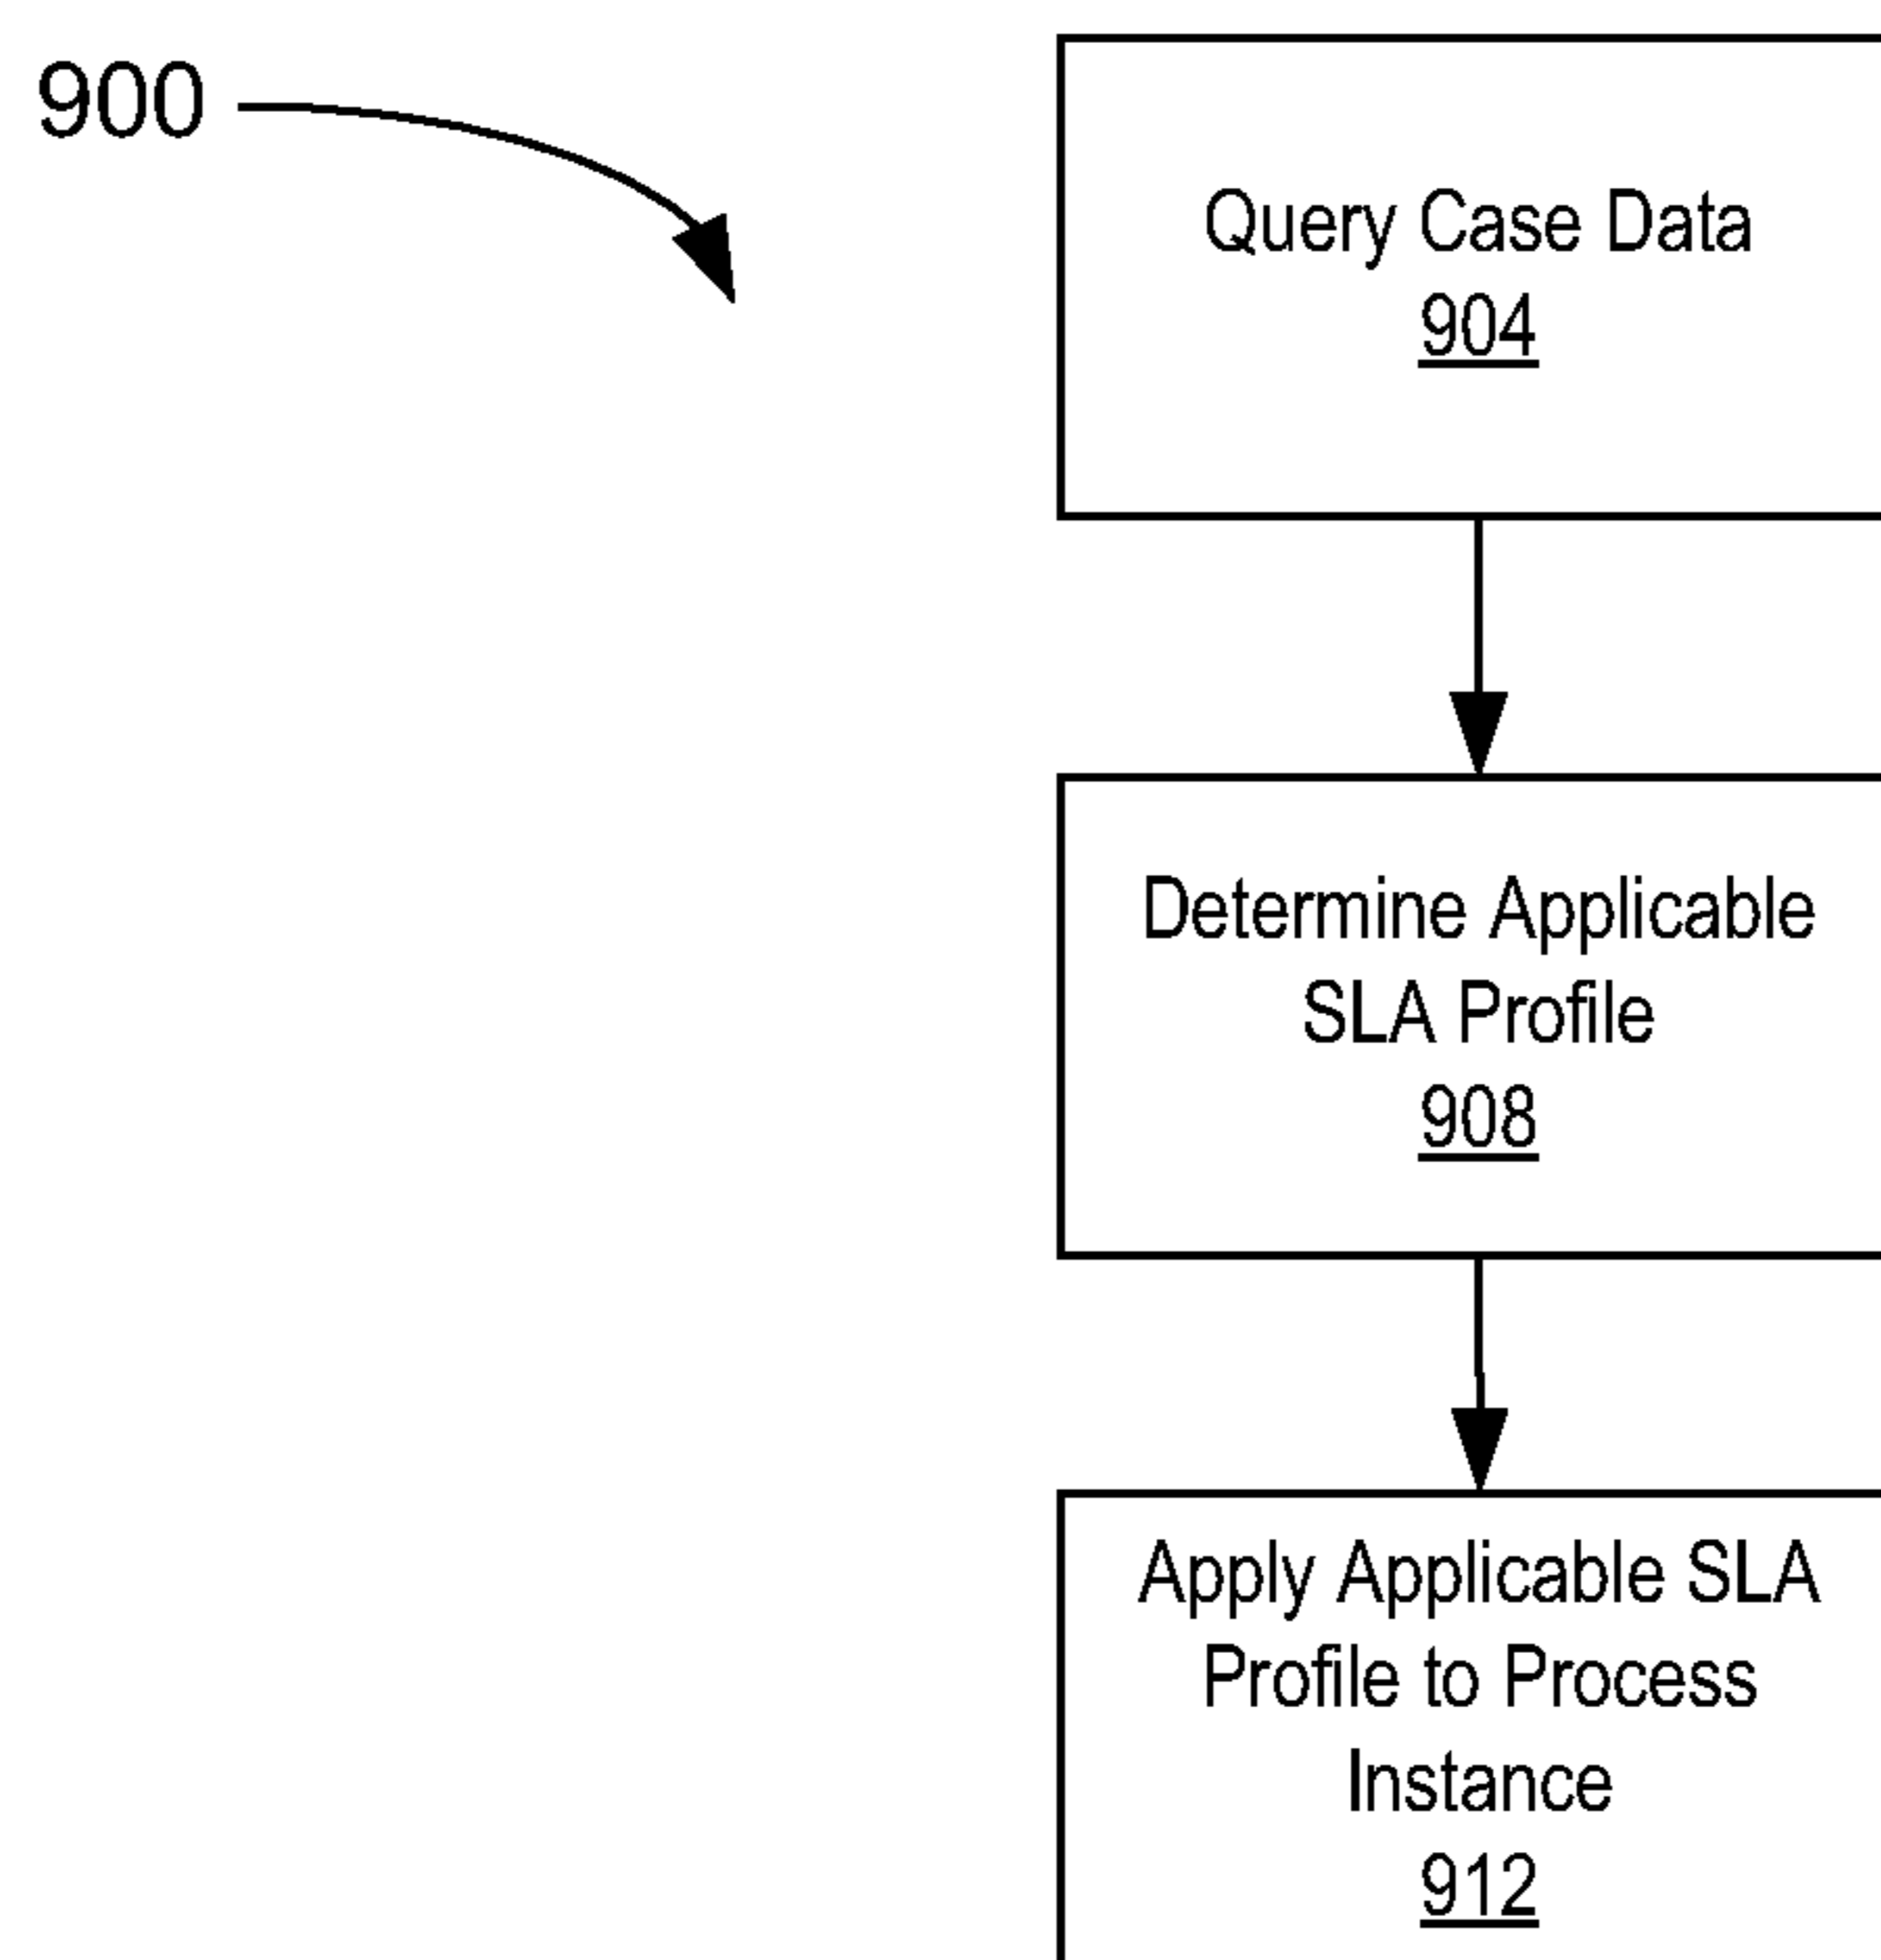 900
Query Case Data
904
Determine Applicable
SLA Profile
908
Apply Applicable SLA
Profile to Process
Instance
912